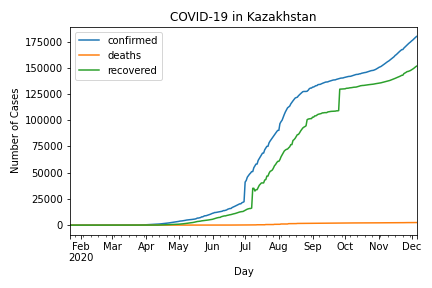 COVID-19 in Kazakhstan
confirmed
deaths
recovered
Number of Cases
175000
150000
125000
100000
75000
50000
25000
0
Feb Mar Apr May Jun Jul Aug Sep Oct Nov Dec
2020
Day